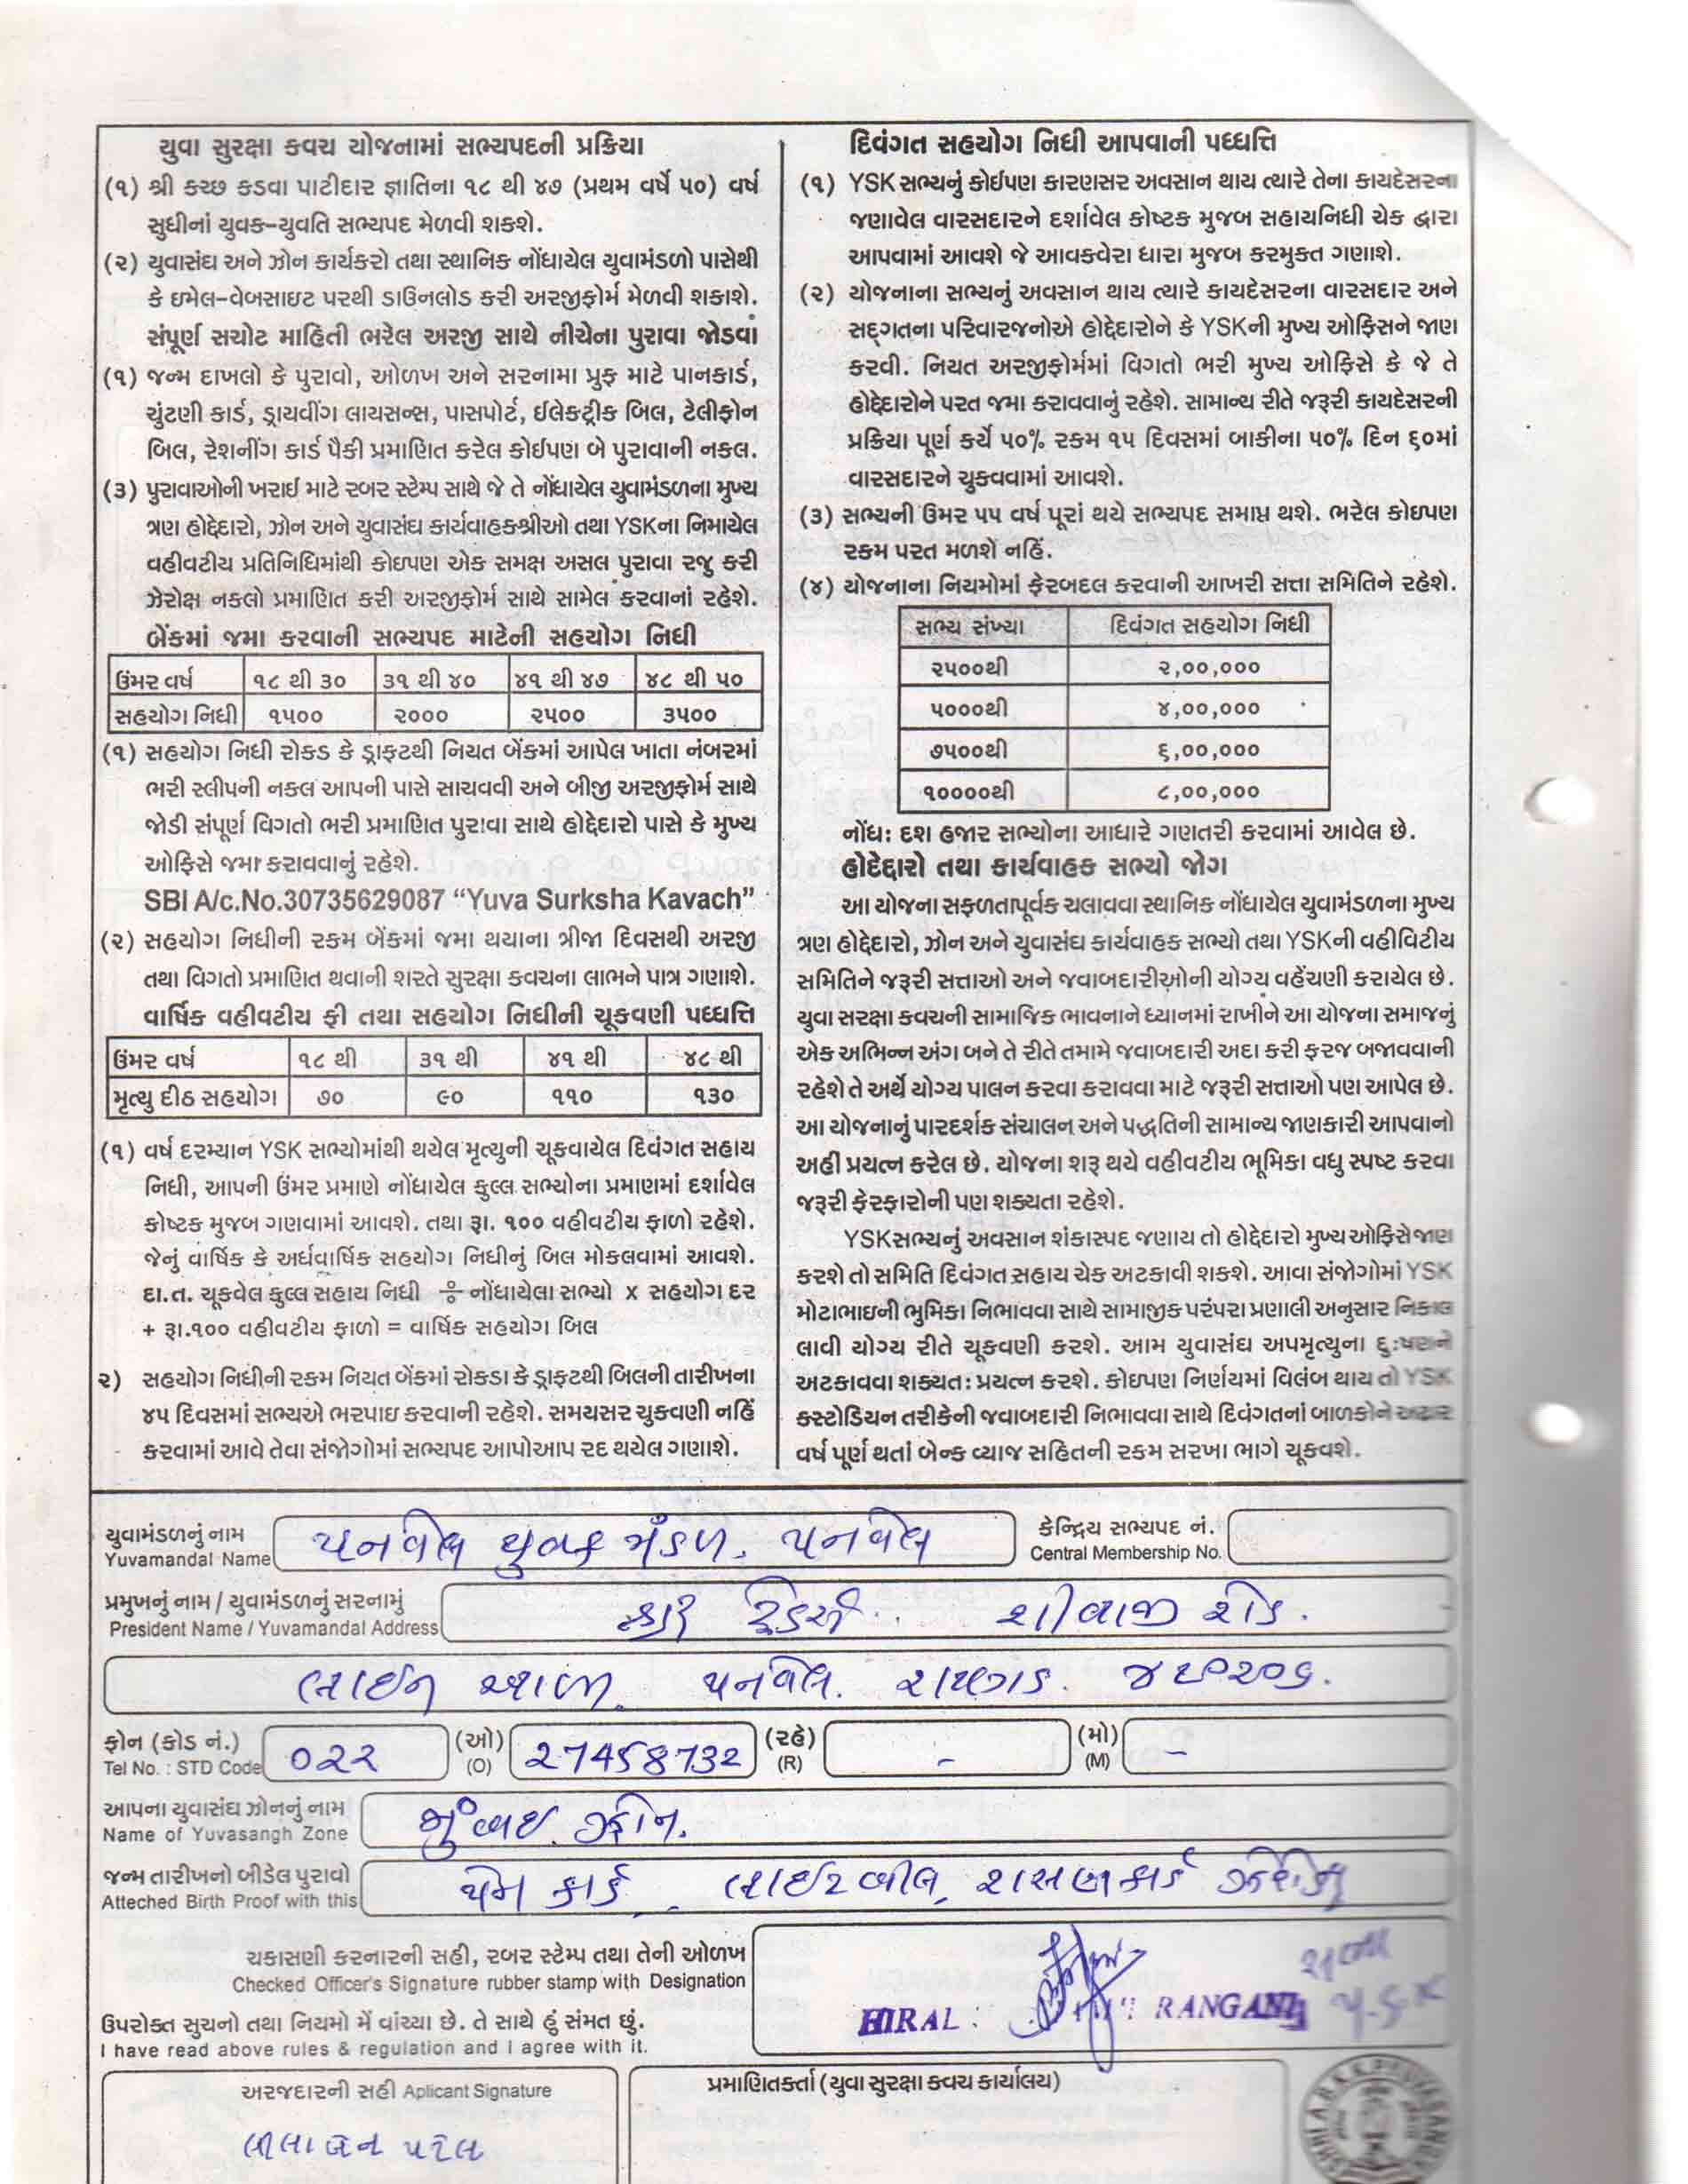 યુવા સુરક્ષા કવચ યોજનામાં સભ્યપદની પ્રક્રિયા
(૧) શ્રી કચ્છ કડવા પાટીદાર જ્ઞાતિના ૧૮ થી ૪૭ (પ્રથમ વર્ષે ૫૦) વર્ષ
સુધીનાં યુવક-યુવતિ સભ્યપદ મેળવી શકશે.
(૨) યુવાસંઘ અને ઝોન કાર્યકરો તથા સ્થાનિક નોંધાયેલ યુવામંડળો પાસેથી
કે ઇમેલ-વેબસાઇટ પરથી ડાઉનલોડ કરી અરજીફોર્મ મેળવી શકાશે.
સંપૂર્ણ સચોટ માહિતી ભરેલ અરજી સાથે નીચેના પુરાવા જોડવાં
(૧) જન્મ દાખલો કે પુરાવો, ઓળખ અને સરનામા પ્રુફ માટે પાનકાર્ડ,
ચુંટણી કાર્ડ, ડ્રાયવીંગ લાયસન્સ, પાસપોર્ટ, ઈલેકટ્રીક બિલ, ટેલીફોન
બિલ, રેશનીંગ કાર્ડ પૈકી પ્રમાણિત કરેલ કોઈપણ બે પુરાવાની નકલ.
(૩) પુરાવાઓની ખરાઈ માટે રબર સ્ટેમ્પ સાથે જે તે નોંધાયેલ યુવામંડળના મુખ્ય
ત્રણ હોદ્દેદારો, ઝોન અને યુવાસંઘ કાર્યવાહકશ્રીઓ તથા YSKના નિમાયેલ
વહીવટીય પ્રતિનિધિમાંથી કોઇપણ એક સમક્ષ અસલ પુરાવા રજુ કરી
ઝેરોક્ષ નકલો પ્રમાણિત કરી અરજીફોર્મ સાથે સામેલ કરવાનાં રહેશે.
બેંકમાં જમા કરવાની સભ્યપદ માટેની સહયોગ નિધી
ઉંમર વર્ષ ૧૮ થી ૩૦ ૩૧ થી ૪૦ ૪૧ થી ૪૭ ૪૮ થી ૫૦
સહયોગ નિધી ૧૫૦૦ ૨૦૦૦ ૨૫૦૦ ૩૫૦૦
(૧) સહયોગ નિધી રોકડ કે ડ્રાફ્ટથી નિયત બેંકમાં આપેલ ખાતા નંબરમાં
ભરી સ્લીપની નકલ આપની પાસે સાચવવી અને બીજી અરજીફોર્મ સાથે
જોડી સંપૂર્ણ વિગતો ભરી પ્રમાણિત પુરાવા સાથે હોદ્દેદારો પાસે કે મુખ્ય
ઓફિસે જમા કરાવવાનું રહેશે.
SBI A/c.No.30735629087 “Yuva Surksha Kavach”
(૨) સહયોગ નિધીની રકમ બેંકમાં જમા થયાના ત્રીજા દિવસથી અરજી
તથા વિગતો પ્રમાણિત થવાની શરતે સુરક્ષા કવચના લાભને પાત્ર ગણાશે.
વાર્ષિક વહીવટીય ફી તથા સહયોગ નિધીની ચૂકવણી પધ્ધત્તિ
ઉંમર વર્ષ ૧૮ થી ૩૧ થી ૪૧ થી ૪૮ થી
મૃત્યુ દીઠ સહયોગ ૭૦ ૯૦ ૧૧૦ ૧૩૦
(૧) વર્ષ દરમ્યાન YSK સભ્યોમાંથી થયેલ મૃત્યુની ચૂકવાયેલ દિવંગત સહાય
નિધી, આપની ઉંમર પ્રમાણે નોંધાયેલ કુલ્લ સભ્યોના પ્રમાણમાં દર્શાવેલ
કોષ્ટક મુજબ ગણવામાં આવશે. તથા રૂા. ૧૦૦ વહીવટીય ફાળો રહેશે.
જેનું વાર્ષિક કે અર્ધવાર્ષિક સહયોગ નિધીનું બિલ મોકલવામાં આવશે.
દા.ત. ચૂકવેલ કુલ્લ સહાય નિધી ÷ નોંધાયેલા સભ્યો x સહયોગ દર
+ રૂા.૧૦૦ વહીવટીય ફાળો = વાર્ષિક સહયોગ બિલ
૨) સહયોગ નિધીની રકમ નિયત બેંકમાં રોકડા કે ડ્રાફ્ટથી બિલની તારીખના
૪૫ દિવસમાં સભ્યએ ભરપાઇ કરવાની રહેશે. સમયસર ચુકવણી નહિં
કરવામાં આવે તેવા સંજોગોમાં સભ્યપદ આપોઆપ રદ થયેલ ગણાશે.
દિવંગત સહયોગ નિધી આપવાની પધ્ધત્તિ
(૧) YSK સભ્યનું કોઈપણ કારણસર અવસાન થાય ત્યારે તેના કાયદેસરના
જણાવેલ વારસદારને દર્શાવેલ કોષ્ટક મુજબ સહાયનિધી ચેક દ્વારા
આપવામાં આવશે જે આવકવેરા ધારા મુજબ કરમુક્ત ગણાશે.
(૨) યોજનાના સભ્યનું અવસાન થાય ત્યારે કાયદેસરના વારસદાર અને
સદ્‌ગતના પરિવારજનોએ હોદ્દેદારોને કે YSKની મુખ્ય ઓફિસને જાણ
કરવી. નિયત અરજીફોર્મમાં વિગતો ભરી મુખ્ય ઓફિસે કે જે તે
હોદ્દેદારોને પરત જમા કરાવવાનું રહેશે. સામાન્ય રીતે જરૂરી કાયદેસરની
પ્રક્રિયા પૂર્ણ કર્યે ૫૦% રકમ ૧૫ દિવસમાં બાકીના ૫૦% દિન ૬૦માં
વારસદારને ચુકવવામાં આવશે.
(૩) સભ્યની ઉમર ૫૫ વર્ષ પૂરાં થયે સભ્યપદ સમાપ્ત થશે. ભરેલ કોઇપણ
રકમ પરત મળશે નહિં.
(૪) યોજનાના નિયમોમાં ફેરબદલ કરવાની આખરી સત્તા સમિતિને રહેશે.
સભ્ય સંખ્યા દિવંગત સહયોગ નિધી
૨૫૦૦થી ૨,૦૦,૦૦૦
૫૦૦૦થી ૪,૦૦,૦૦૦
૭૫૦૦થી ૬,૦૦,૦૦૦
૧૦૦૦૦થી ૮,૦૦,૦૦૦
નોંધ: દશ હજાર સભ્યોના આધારે ગણતરી કરવામાં આવેલ છે.
હોદેદ્દારો તથા કાર્યવાહક સભ્યો જોગ
આ યોજના સફળતાપૂર્વક ચલાવવા સ્થાનિક નોંધાયેલ યુવામંડળના મુખ્ય
ત્રણ હોદ્દેદારો, ઝોન અને યુવાસંઘ કાર્યવાહક સભ્યો તથા YSKની વહીવિટીય
સમિતિને જરૂરી સત્તાઓ અને જવાબદારીઓની યોગ્ય વહેંચણી કરાયેલ છે.
યુવા સરક્ષા કવચની સામાજિક ભાવનાને ધ્યાનમાં રાખીને આ યોજના સમાજનું
એક અભિન્ન અંગ બને તે રીતે તમામે જવાબદારી અદા કરી ફરજ બજાવવાની
રહેશે તે અર્થે યોગ્ય પાલન કરવા કરાવવા માટે જરૂરી સત્તાઓ પણ આપેલ છે.
આ યોજનાનું પારદર્શક સંચાલન અને પદ્ધતિની સામાન્ય જાણકારી આપવાનો
અહીં પ્રયત્ન કરેલ છે. યોજના શરૂ થયે વહીવટીય ભૂમિકા વધુ સ્પષ્ટ કરવા
જરૂરી ફેરફારોની પણ શક્યતા રહેશે.
YSK સભ્યનું અવસાન શંકાસ્પદ જણાય તો હોદ્દેદારો મુખ્ય ઓફિસે જાણ
કરશે તો સમિતિ દિવંગત સહાય ચેક અટકાવી શકશે. આવા સંજોગોમાં YSK
મોટાભાઇની ભુમિકા નિભાવવા સાથે સામાજીક પરંપરા પ્રણાલી અનુસાર નિકાલ
લાવી યોગ્ય રીતે ચૂકવણી કરશે. આમ યુવાસંઘ અપમૃત્યુના દુ:ષણને
અટકાવવા શક્યત: પ્રયત્ન કરશે. કોઇપણ નિર્ણયમાં વિલંબ થાય તો YSK
કસ્ટોડિયન તરીકેની જવાબદારી નિભાવવા સાથે દિવંગતનાં બાળકોને અઢાર
વર્ષ પૂર્ણ થતાં બેન્ક વ્યાજ સહિતની રકમ સરખા ભાગે ચૂકવશે.
યુવામંડળનું નામ પનવેલ યુવક મંડળ. પનવેલ કેન્દ્રિય સભ્યપદ નં.
Yuvamandal Name Central Membership No.
પ્રમુખનું નામ / યુવામંડળનું સરનામું શીવાજી રોડ.
President Name / Yuvamandal Address
લાઈન આળી. પનવેલ. રાયગડ. ૪૧૦૨૦૬.
ફોન (કોડ નં.) ૦૨૨ (ઓ) 27458732 (રહે) - (મો) -
Tel No. : STD Code (O) (R) (M)
આપના યુવાસંઘ ઝોનનું નામ મુંબઈ ઝોન.
Name of Yuvasangh Zone
જન્મ તારીખનો બીડેલ પુરાવો કાર્ડ લાઈટ બીલ, રાસણ કાર્ડ
Atteched Birth Proof with this
ચકાસણી કરનારની સહી, રબર સ્ટેમ્પ તથા તેની ઓળખ
Checked Officer's Signature rubber stamp with Designation
HIRAL RANGANI
ઉપરોક્ત સુચનો તથા નિયમો મેં વાંચ્યા છે. તે સાથે હું સંમત છું.
I have read above rules & regulation and I agree with it.
અરજદારની સહી Aplicant Signature
લીલાબેન પટેલ
પ્રમાણિતકર્તા (યુવા સુરક્ષા કવચ કાર્યાલય)